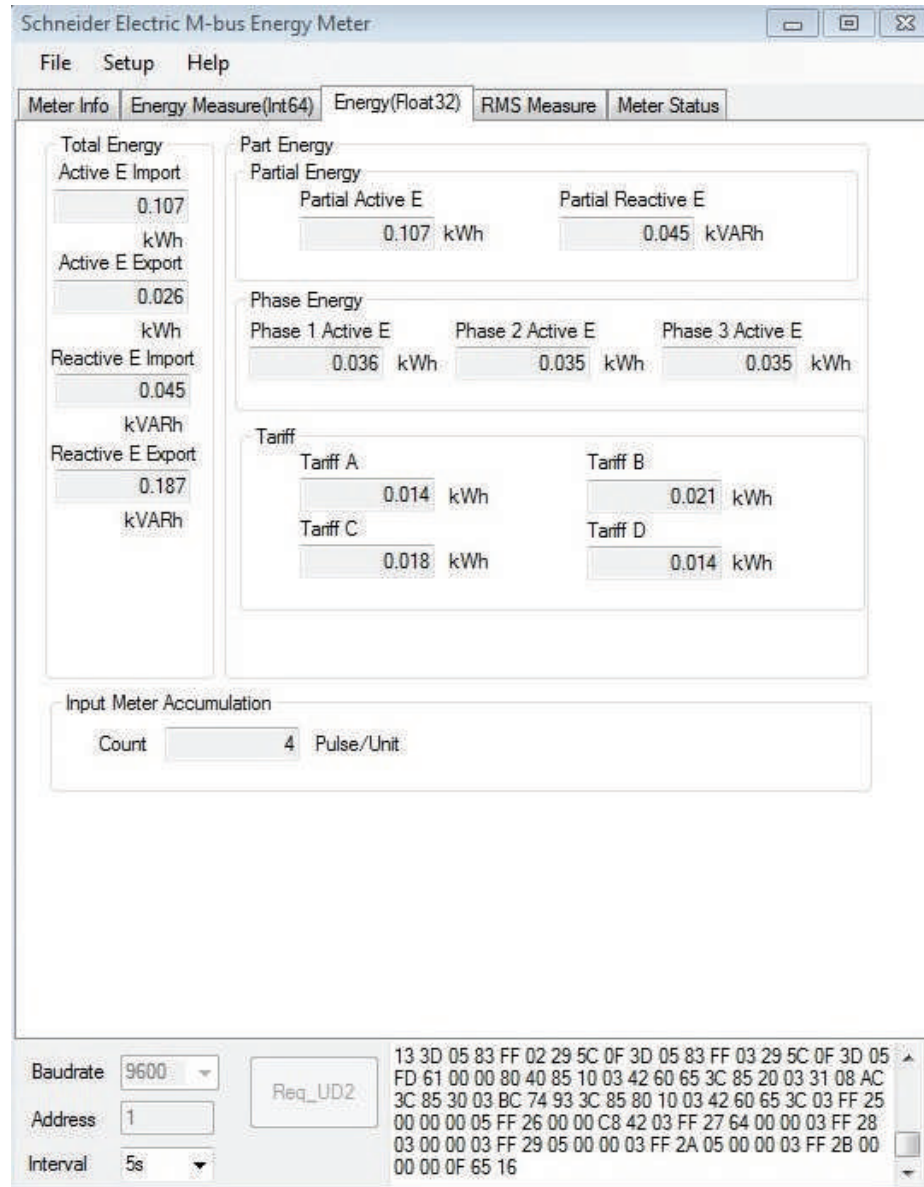 Schneider Electric M-bus Energy Meter
File Setup Help
Meter Info Energy Measure(Int64) Energy(Float32) RMS Measure Meter Status
Total Energy
Active E Import
0.107
kWh
Active E Export
0.026
kWh
Reactive E Import
0.045
kVARh
Reactive E Export
0.187
kVARh
Part Energy
Partial Energy
Partial Active E Partial Reactive E
0.107 kWh 0.045 kVARh
Phase Energy
Phase 1 Active E Phase 2 Active E Phase 3 Active E
0.036 kWh 0.035 kWh 0.035 kWh
Tariff
Tariff A Tariff B
0.014 kWh 0.021 kWh
Tariff C Tariff D
0.018 kWh 0.014 kWh
Input Meter Accumulation
Count 4 Pulse/Unit
Baudrate 9600
Address 1
Interval 5s
Req_UD2
13 3D 05 83 FF 02 29 5C 0F 3D 05 83 FF 03 29 5C 0F 3D 05
FD 61 00 00 80 40 85 10 03 42 60 65 3C 85 20 03 31 08 AC
3C 85 30 03 BC 74 93 3C 85 80 10 03 42 60 65 3C 03 FF 25
00 00 00 05 FF 26 00 00 C8 42 03 FF 27 64 00 00 03 FF 28
03 00 00 03 FF 29 05 00 00 03 FF 2A 05 00 00 03 FF 2B 00
00 00 0F 65 16